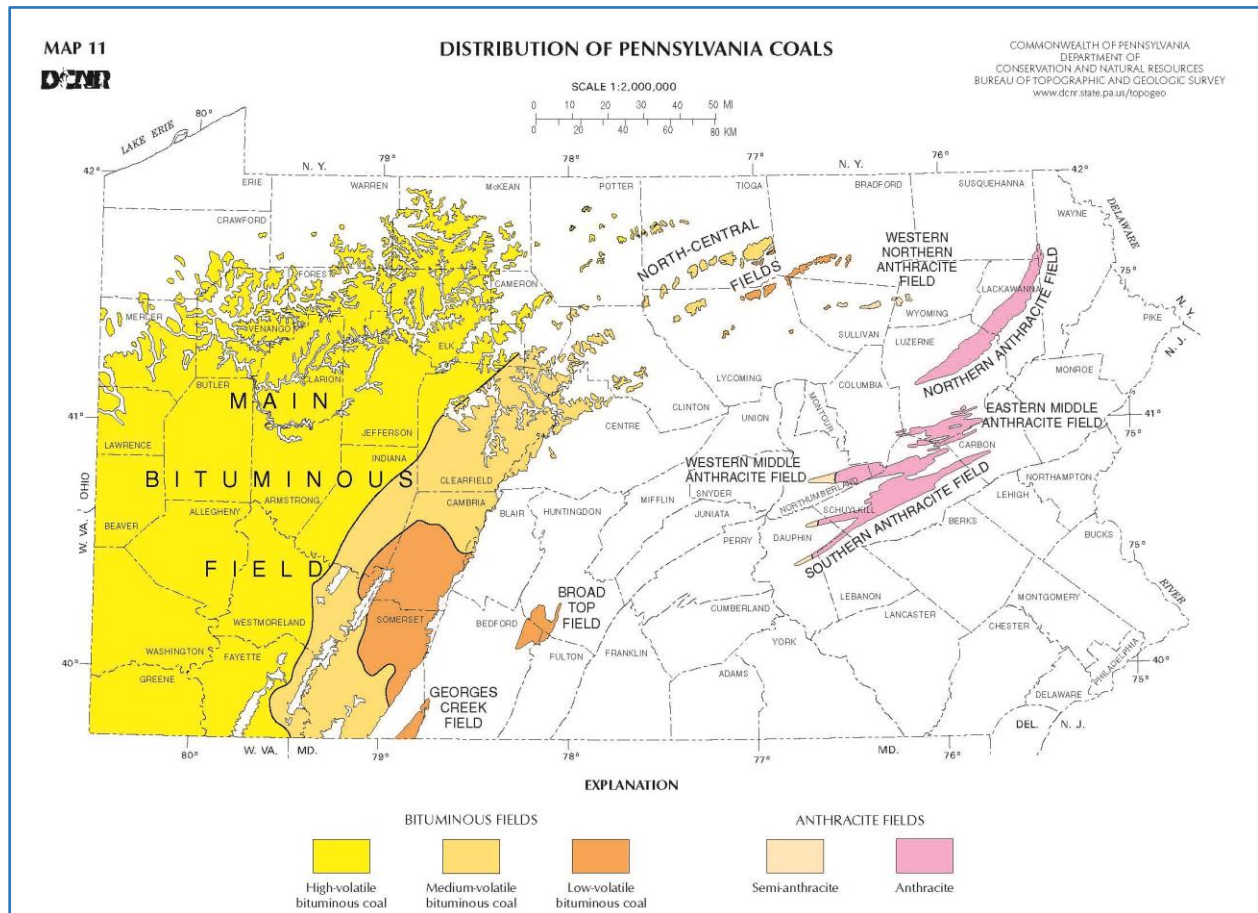 MAP 11
DCNR
DISTRIBUTION OF PENNSYLVANIA COALS
COMMONWEALTH OF PENNSYLVANIA
DEPARTMENT OF
CONSERVATION AND NATURAL RESOURCES
BUREAU OF TOPOGRAPHIC AND GEOLOGIC SURVEY
www.dcnr.state.pa.us/topogeo
SCALE 1:2,000,000
0 10 20 30 40 50 MI
0 20 40 60 80 KM
LAKE ERIE
80°
79°
78°
77°
76°
42°
N. Y.
N. Y.
42°
ERIE
WARREN
McKEAN
POTTER
TIOGA
BRADFORD
SUSQUEHANNA
WAYNE
DELAWARE
CRAWFORD
FOREST
CAMERON
NORTH-CENTRAL
FIELDS
WESTERN
NORTHERN
ANTHRACITE
FIELD
75°
LACKAWANNA
WYOMING
N. Y.
N. J.
PIKE
MERCER
VENANGO
ELK
SULLIVAN
LUZERNE
NORTHERN ANTHRACITE FIELD
MONROE
BUTLER
CLARION
LYCOMING
COLUMBIA
MAIN
CLINTON
UNION
MONTOUR
EASTERN MIDDLE
ANTHRACITE FIELD
41°
41°
75°
LAWRENCE
JEFFERSON
CENTRE
CARBON
INDIANA
BITUMINOUS
CLEARFIELD
WESTERN MIDDLE
ANTHRACITE FIELD
NORTHUMBERLAND
SOUTHERN ANTHRACITE FIELD
NORTHAMPTON
OHIO
W. VA.
ARMSTRONG
CAMBRIA
MIFFLIN
SNYDER
SCHUYLKILL
LEHIGH
BEAVER
ALLEGHENY
BLAIR
HUNTINGDON
JUNIATA
PERRY
DAUPHIN
BERKS
BUCKS
75°
FIELD
RIVER
BROAD
TOP
FIELD
LEBANON
MONTGOMERY
WESTMORELAND
SOMERSET
BEDFORD
CUMBERLAND
LANCASTER
CHESTER
WASHINGTON
FAYETTE
FULTON
FRANKLIN
YORK
PHILADELPHIA
40°
40°
75°
GREENE
ADAMS
DELAWARE
GEORGES
CREEK
FIELD
80°
W. VA.
MD.
79°
78°
77°
MD.
76°
DEL.
N. J.
EXPLANATION
BITUMINOUS FIELDS
ANTHRACITE FIELDS
High-volatile
bituminous coal
Medium-volatile
bituminous coal
Low-volatile
bituminous coal
Semi-anthracite
Anthracite